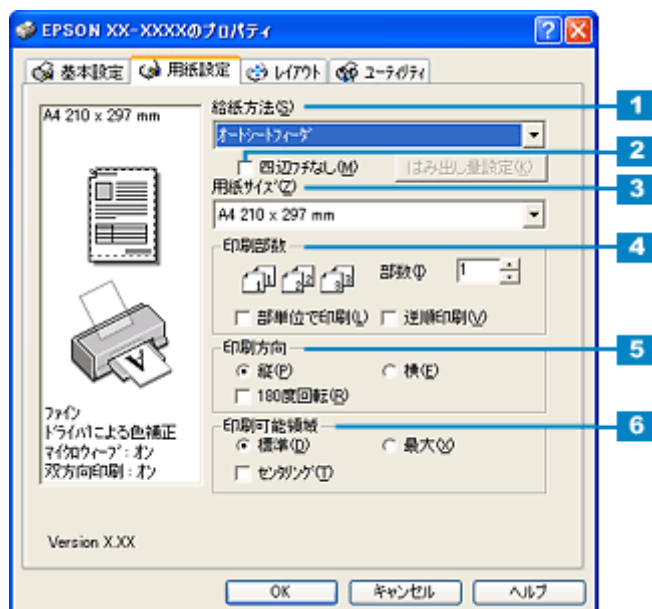 EPSON XX-XXXXのプロパティ
基本設定 用紙設定 レイアウト ユーティリティ
A4 210 x 297 mm
給紙方法(S)
1
オートシートフィーダ
2
四辺フチなし(M) はみ出し量設定(K)
用紙サイズ(Z)
3
A4 210 x 297 mm
印刷部数
4
1 1 2 2 3 3
部数(I) 1
部単位で印刷(L) 逆順印刷(V)
印刷方向
5
縦(P) 横(E)
180度回転(R)
印刷可能領域
6
標準(D) 最大(X)
センタリング(T)
A
ファイン
ドライバによる色補正
マイクロウィーブ:オン
双方向印刷:オン
Version X.XX
OK キャンセル ヘルプ